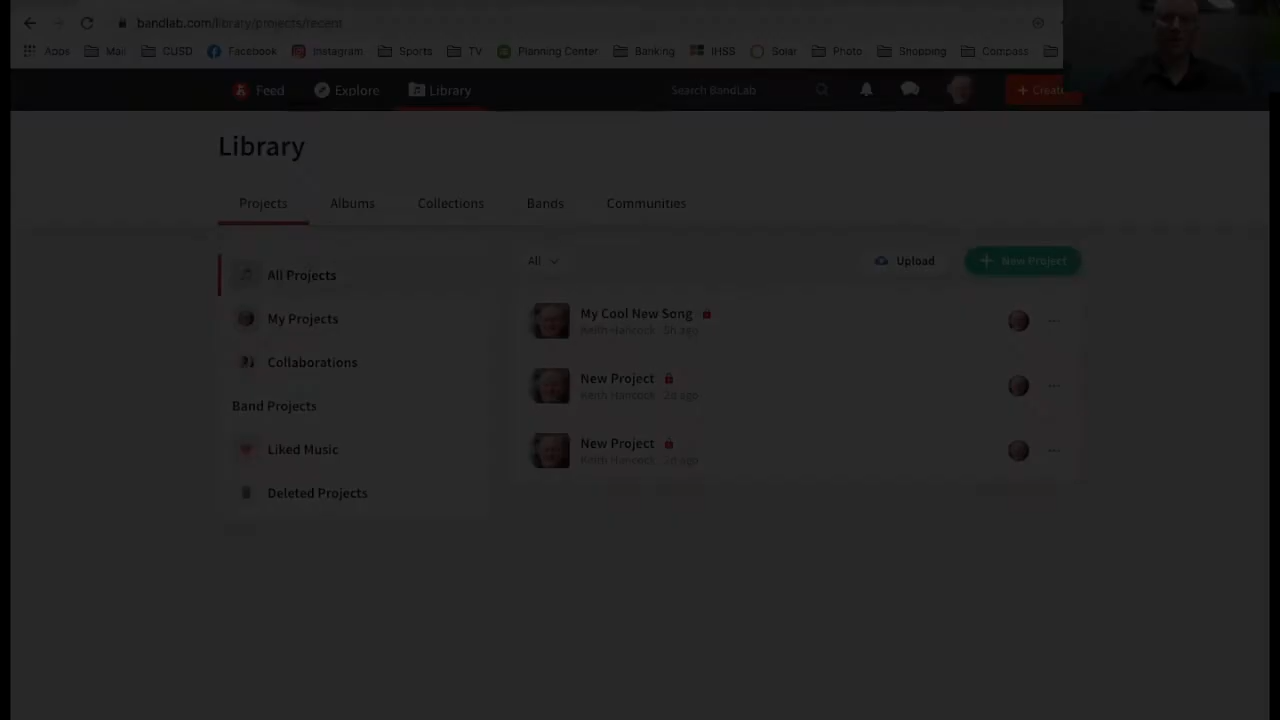 bandlab.com/library/projects/recent
Apps Mail CUSD Facebook Instagram Sports TV Planning Center Banking IHSS Solar Photo Shopping Compass
Feed Explore Library Search BandLab + Create
Library
Projects Albums Collections Bands Communities
All Projects
My Projects
Collaborations
Band Projects
Liked Music
Deleted Projects
All Upload + New Project
My Cool New Song
Keith Hancock · 5h ago
New Project
Keith Hancock · 2d ago
New Project
Keith Hancock ago